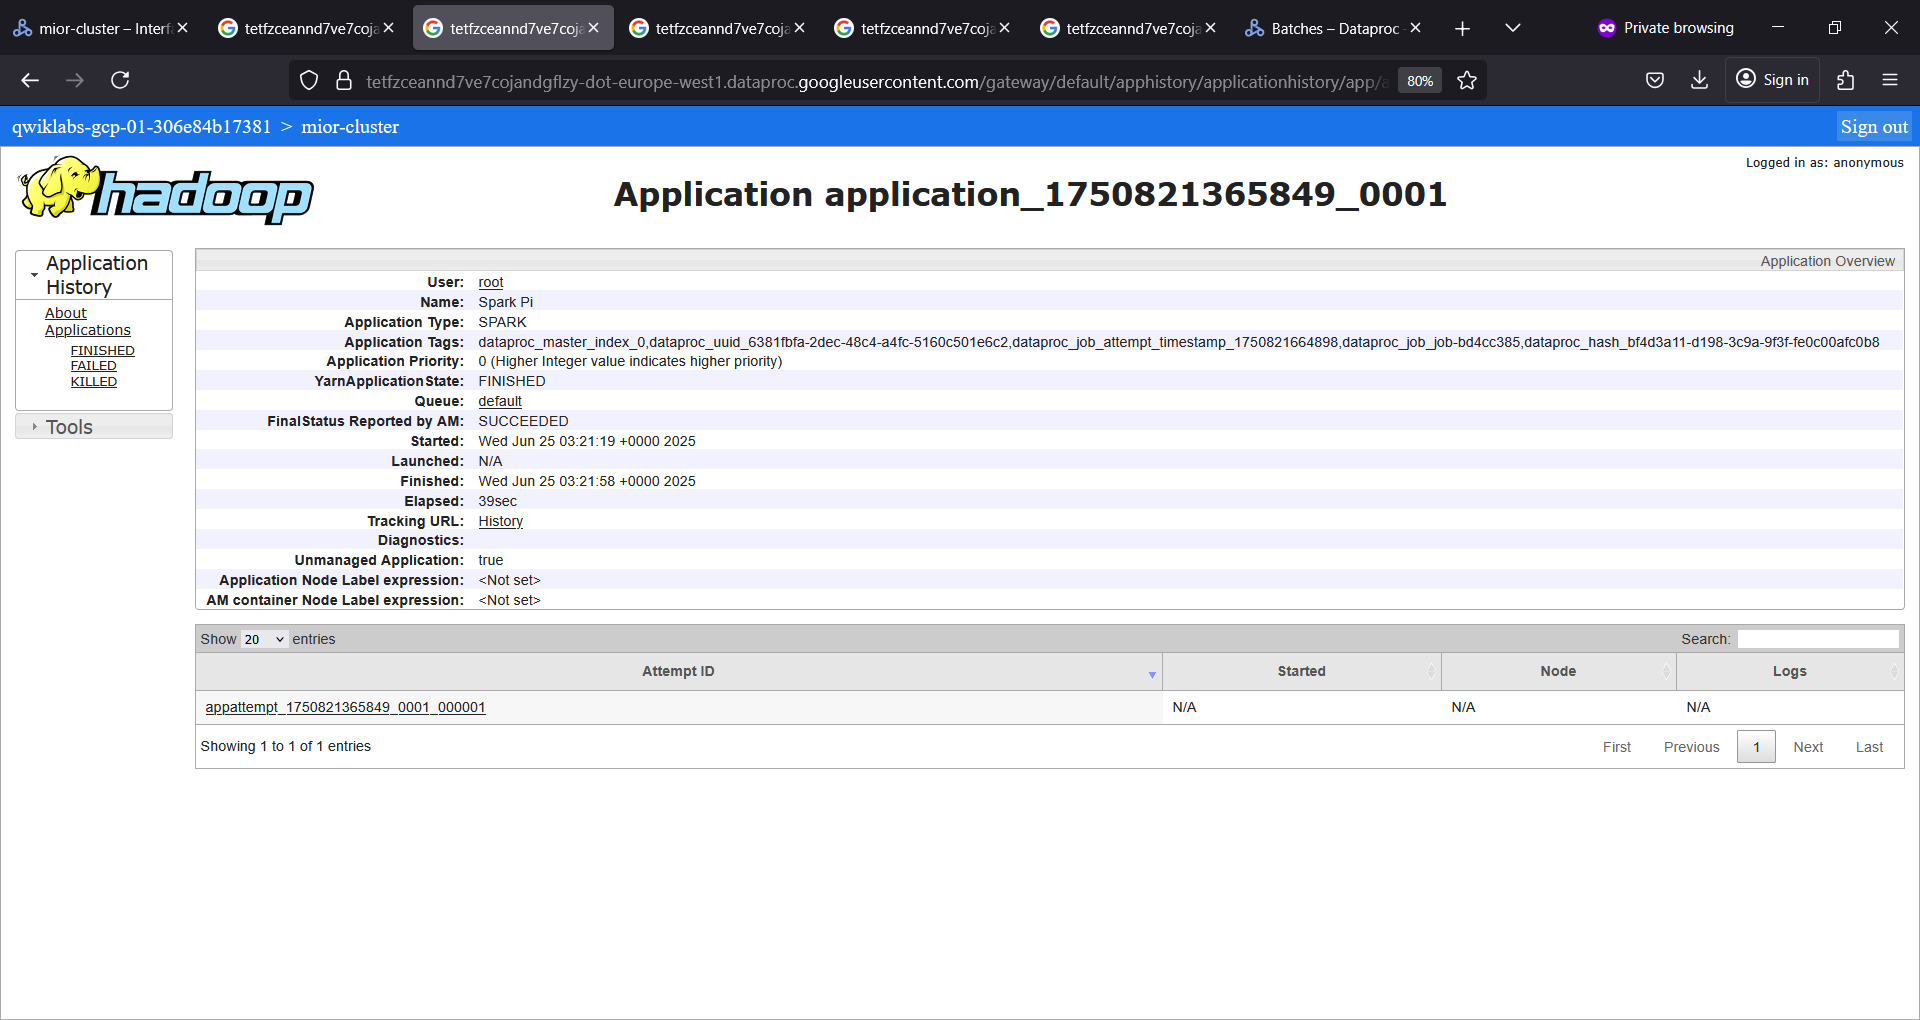 mior-cluster – Interf
tetfzceannd7ve7coja
tetfzceannd7ve7coja
tetfzceannd7ve7coja
tetfzceannd7ve7coja
tetfzceannd7ve7coja
Batches – Dataproc
Private browsing
tetfzceannd7ve7cojandgflzy-dot-europe-west1.dataproc.googleusercontent.com/gateway/default/apphistory/applicationhistory/app/a
80%
Sign in
qwiklabs-gcp-01-306e84b17381 > mior-cluster
Sign out
Logged in as: anonymous
hadoop
Application application_1750821365849_0001
Application History
About
Applications
FINISHED
FAILED
KILLED
Tools
Application Overview
User: root
Name: Spark Pi
Application Type: SPARK
Application Tags: dataproc_master_index_0,dataproc_uuid_6381fbfa-2dec-48c4-a4fc-5160c501e6c2,dataproc_job_attempt_timestamp_1750821664898,dataproc_job_job-bd4cc385,dataproc_hash_bf4d3a11-d198-3c9a-9f3f-fe0c00afc0b8
Application Priority: 0 (Higher Integer value indicates higher priority)
YarnApplicationState: FINISHED
Queue: default
FinalStatus Reported by AM: SUCCEEDED
Started: Wed Jun 25 03:21:19 +0000 2025
Launched: N/A
Finished: Wed Jun 25 03:21:58 +0000 2025
Elapsed: 39sec
Tracking URL: History
Diagnostics:
Unmanaged Application: true
Application Node Label expression: <Not set>
AM container Node Label expression: <Not set>
Show 20 entries
Search:
Attempt ID Started Node Logs
appattempt_1750821365849_0001_000001 N/A N/A N/A
Showing 1 to 1 of 1 entries
First Previous 1 Next Last